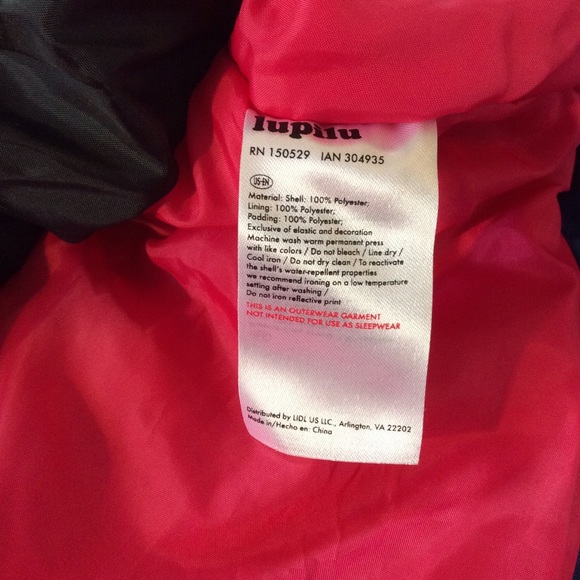 lupilu
RN 150529 IAN 304935
US-EN
Material: Shell: 100% Polyester;
Lining: 100% Polyester;
Padding: 100% Polyester;
Exclusive of elastic and decoration
Machine wash warm permanent press
with like colors / Do not bleach / Line dry /
Cool iron / Do not dry clean / To reactivate
the shell's water-repellent properties
we recommend ironing on a low temperature
setting after washing /
Do not iron reflective print
THIS IS AN OUTERWEAR GARMENT
NOT INTENDED FOR USE AS SLEEPWEAR
Distributed by LIDL US LLC., Arlington, VA 22202
Made in/Hecho en: China